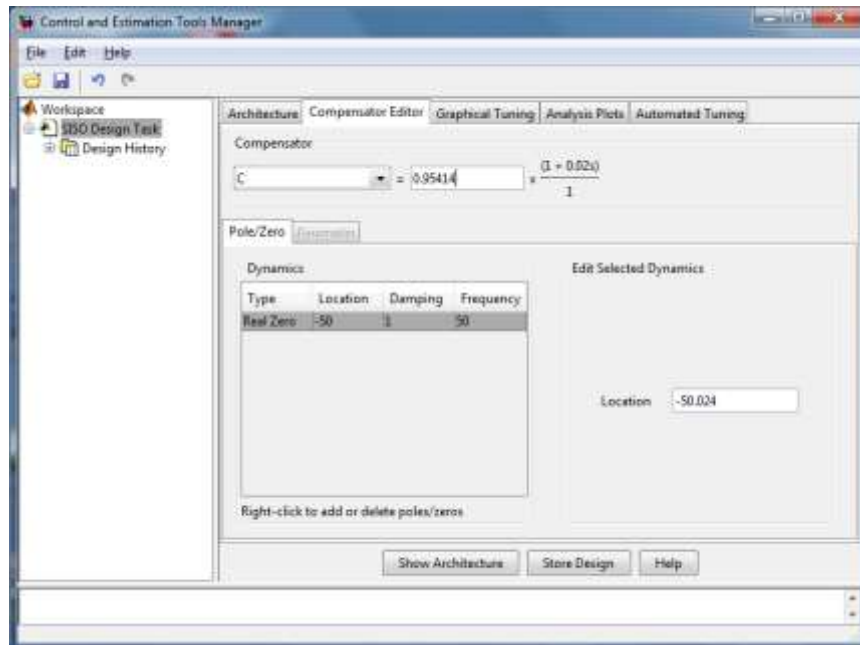 Control and Estimation Tools Manager
File Edit Help
Workspace
SISO Design Task
Design History
Architecture Compensator Editor Graphical Tuning Analysis Plots Automated Tuning
Compensator
C = 0.95414 x (1 + 0.02s)
1
Pole/Zero Parameter
Dynamics Edit Selected Dynamics
Type Location Damping Frequency
Real Zero -50 1 50
Location -50.024
Right-click to add or delete poles/zeros
Show Architecture Store Design Help